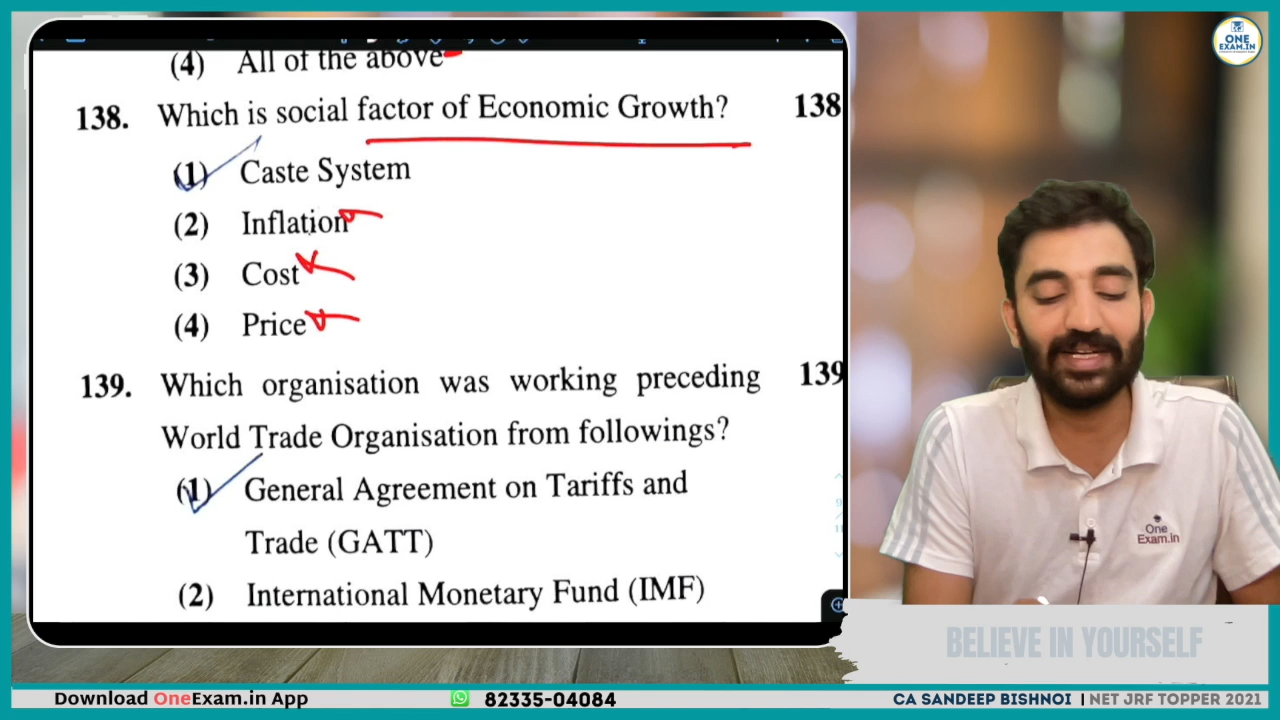 (4) All of the above
138. Which is social factor of Economic Growth?
138
(1) Caste System
(2) Inflation
(3) Cost
(4) Price
139. Which organisation was working preceding
139
World Trade Organisation from followings?
(1) General Agreement on Tariffs and
Trade (GATT)
(2) International Monetary Fund (IMF)
ONE
EXAM.IN
One
Exam.in
BELIEVE IN YOURSELF
Download OneExam.in App
82335-04084
CA SANDEEP BISHNOI | NET JRF TOPPER 2021